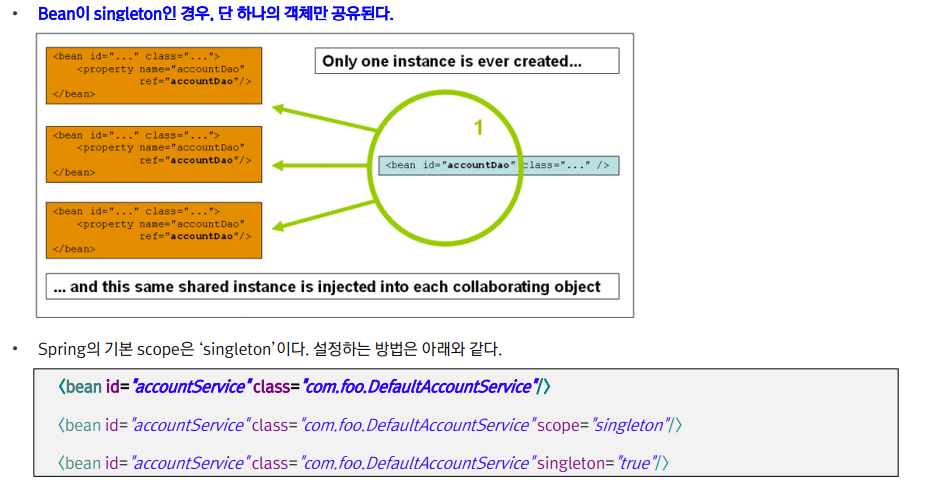 • Bean이 singleton인 경우, 단 하나의 객체만 공유된다.
<bean id="..." class="...">
<property name="accountDao"
ref="accountDao"/>
</bean>
Only one instance is ever created...
<bean id="..." class="...">
<property name="accountDao"
ref="accountDao"/>
</bean>
1
<bean id="accountDao" class="..." />
<bean id="..." class="...">
<property name="accountDao"
ref="accountDao"/>
</bean>
... and this same shared instance is injected into each collaborating object
• Spring의 기본 scope은 ‘singleton’이다. 설정하는 방법은 아래와 같다.
<bean id="accountService" class="com.foo.DefaultAccountService"/>
<bean id="accountService" class="com.foo.DefaultAccountService" scope="singleton"/>
<bean id="accountService" class="com.foo.DefaultAccountService" singleton="true"/>